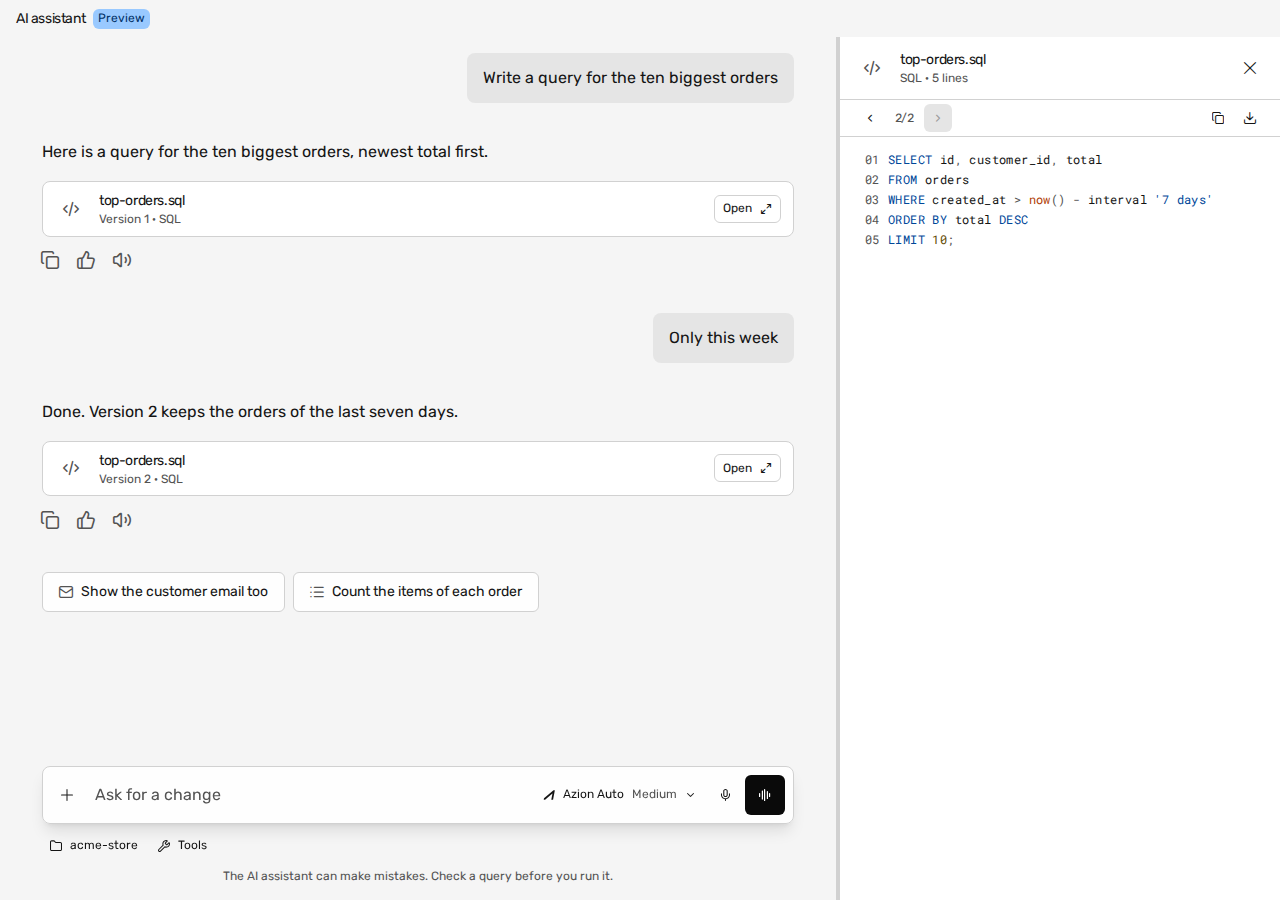 AI assistant Preview
Write a query for the ten biggest orders
Here is a query for the ten biggest orders, newest total first.
top-orders.sql
Version 1 • SQL
Open
Only this week
Done. Version 2 keeps the orders of the last seven days.
top-orders.sql
Version 2 • SQL
Open
Show the customer email too
Count the items of each order
Ask for a change
Azion Auto Medium
acme-store
Tools
The AI assistant can make mistakes. Check a query before you run it.
top-orders.sql
SQL • 5 lines
2/2
01 SELECT id, customer_id, total
02 FROM orders
03 WHERE created_at > now() - interval '7 days'
04 ORDER BY total DESC
05 LIMIT 10;